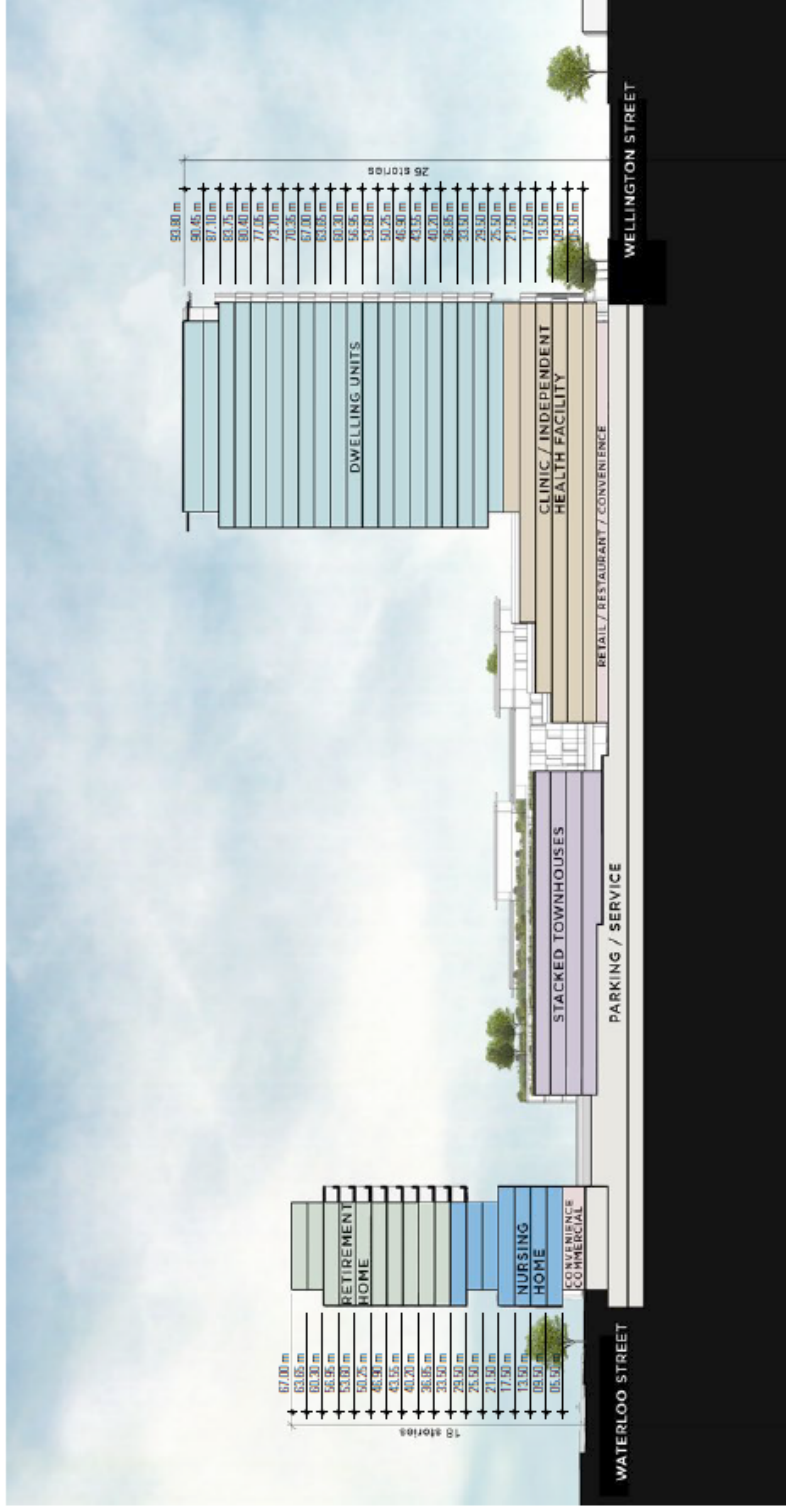 18 stories
67.00 m
63.65 m
60.30 m
56.95 m
53.60 m
50.25 m
46.90 m
43.55 m
40.20 m
36.85 m
33.50 m
29.50 m
25.50 m
21.50 m
17.50 m
13.50 m
09.50 m
05.50 m
WATERLOO STREET
RETIREMENT
HOME
NURSING
HOME
CONVENIENCE
COMMERCIAL
STACKED TOWNHOUSES
PARKING / SERVICE
DWELLING UNITS
CLINIC / INDEPENDENT
HEALTH FACILITY
RETAIL / RESTAURANT / CONVENIENCE
93.80 m
90.45 m
87.10 m
83.75 m
80.40 m
77.05 m
73.70 m
70.35 m
67.00 m
63.65 m
60.30 m
56.95 m
53.60 m
50.25 m
46.90 m
43.55 m
40.20 m
36.85 m
33.50 m
29.50 m
25.50 m
21.50 m
17.50 m
13.50 m
09.50 m
05.50 m
26 stories
WELLINGTON STREET